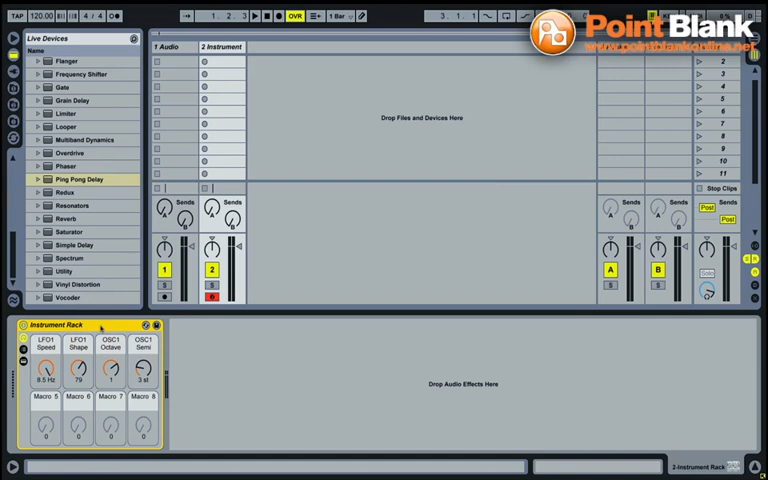 Point Blank
www.pointblankonline.net
TAP 120.00 4 / 4
1. 2. 3 OVR 1 Bar
3. 1. 1
Live Devices
Name
Flanger
Frequency Shifter
Gate
Grain Delay
Limiter
Looper
Multiband Dynamics
Overdrive
Phaser
Ping Pong Delay
Redux
Resonators
Reverb
Saturator
Simple Delay
Spectrum
Utility
Vinyl Distortion
Vocoder
1 Audio 2 Instrument
Drop Files and Devices Here
2
3
4
5
6
7
8
9
10
11
Stop Clips
Sends Sends Sends Sends Sends
A A A A Post
B B B B Post
1 2 A B
S S S S Solo
Instrument Rack
LFO1 Speed LFO1 Shape OSC1 Octave OSC1 Semi
8.5 Hz 79 1 3 st
Macro 5 Macro 6 Macro 7 Macro 8
0 0 0 0
Drop Audio Effects Here
2-Instrument Rack